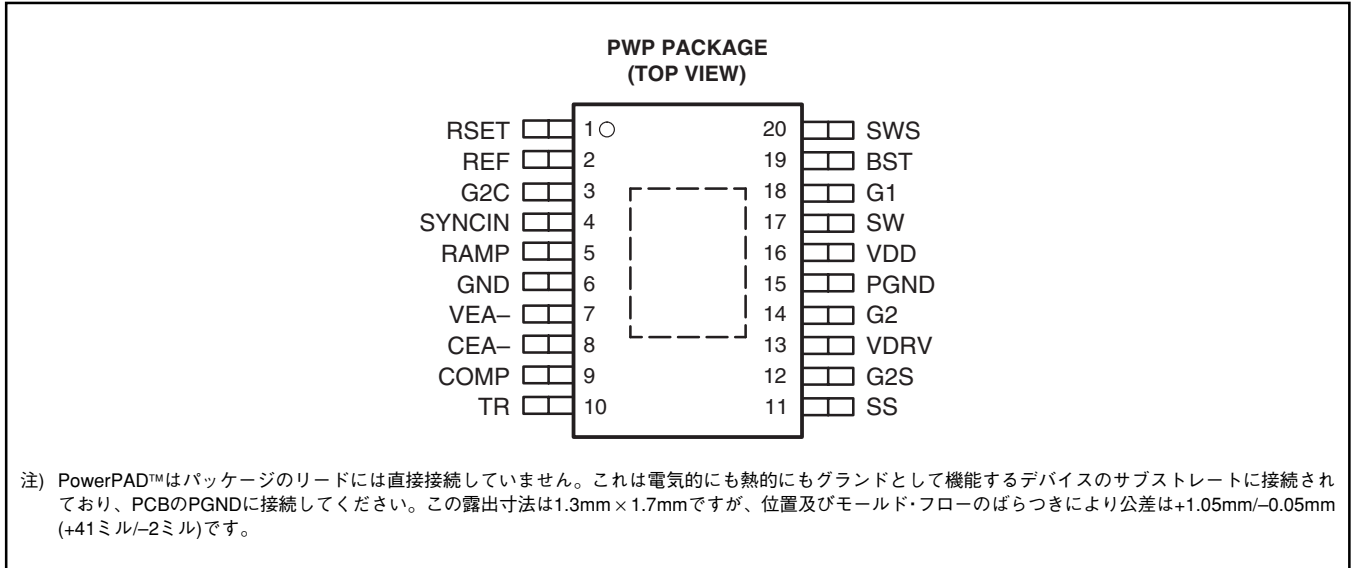 PWP PACKAGE
(TOP VIEW)
RSET 1 20 SWS
REF 2 19 BST
G2C 3 18 G1
SYNCIN 4 17 SW
RAMP 5 16 VDD
GND 6 15 PGND
VEA– 7 14 G2
CEA– 8 13 VDRV
COMP 9 12 G2S
TR 10 11 SS
注) PowerPAD™はパッケージのリードには直接接続していません。これは電気的にも熱的にもグランドとして機能するデバイスのサブストレートに接続され
ており、PCBのPGNDに接続してください。この露出寸法は1.3mm×1.7mmですが、位置及びモールド･フローのばらつきにより公差は+1.05mm/–0.05mm
(+41ミル/–2ミル)です。